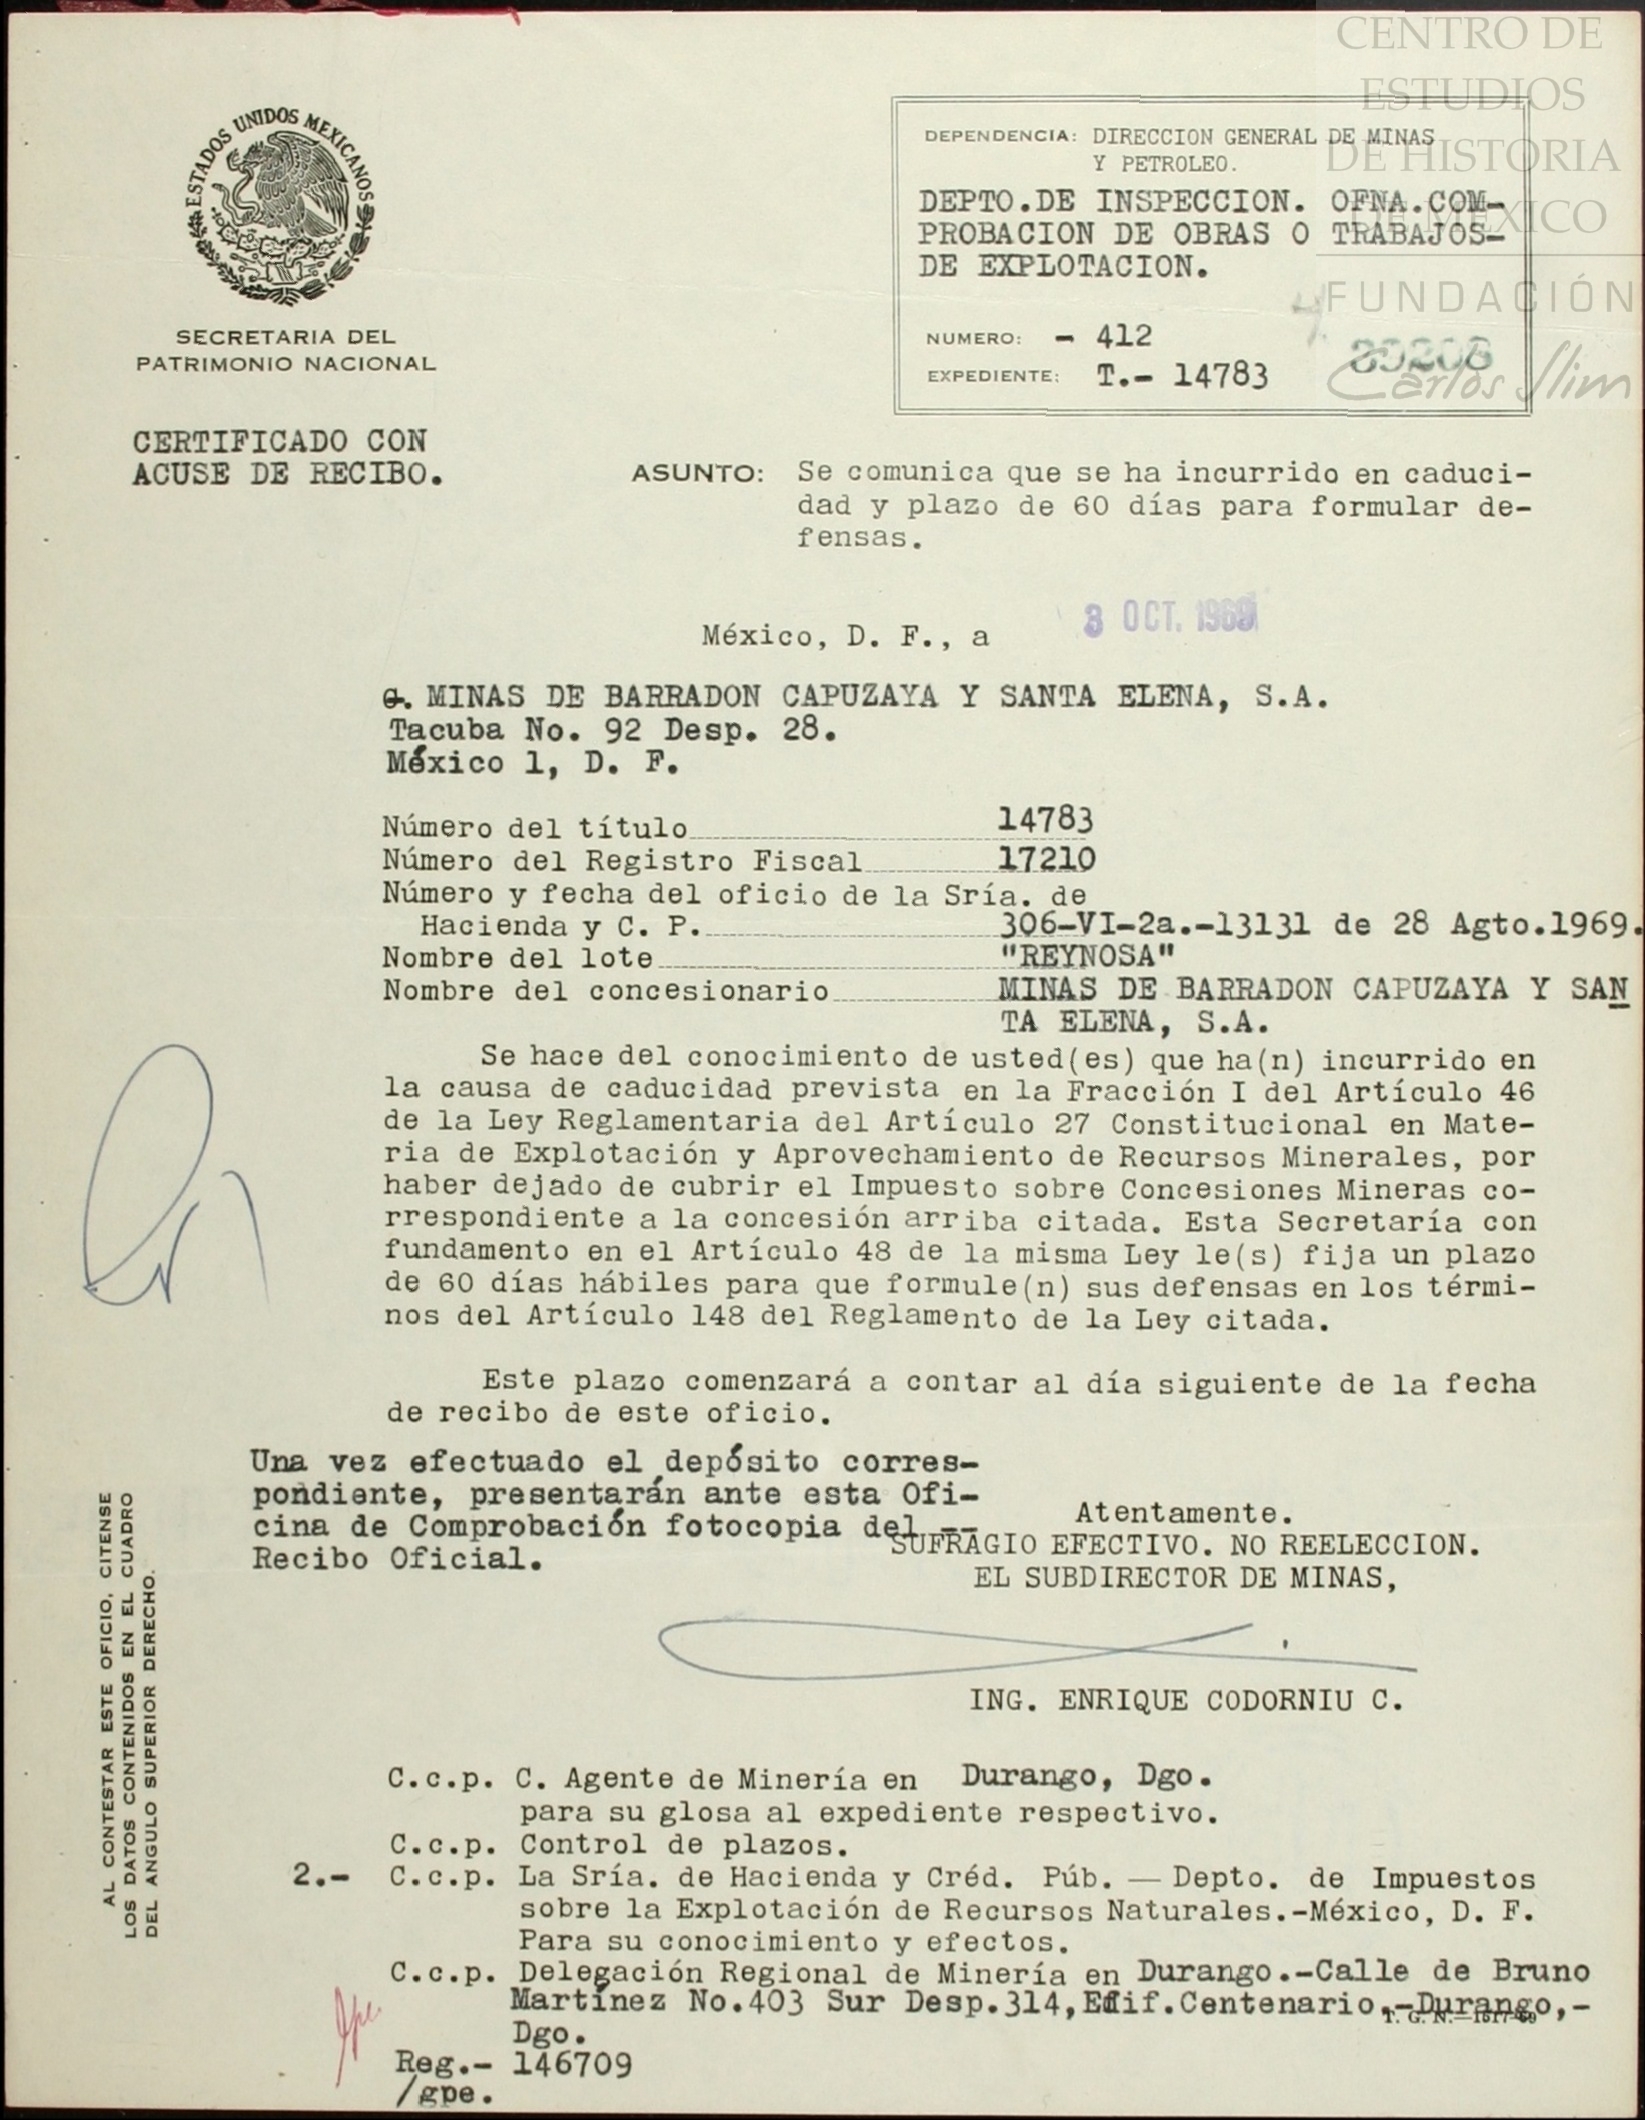 CENTRO DE
ESTUDIOS
DE HISTORIA
DE MÉXICO
FUNDACIÓN
Carlos Slim
ESTADOS UNIDOS MEXICANOS
SECRETARIA DEL
PATRIMONIO NACIONAL
CERTIFICADO CON
ACUSE DE RECIBO.
DEPENDENCIA: DIRECCION GENERAL DE MINAS
Y PETROLEO.
DEPTO.DE INSPECCION. OFNA.COM-
PROBACION DE OBRAS O TRABAJOS-
DE EXPLOTACION.
NUMERO: - 412
EXPEDIENTE: T.- 14783
ASUNTO: Se comunica que se ha incurrido en caduci-
dad y plazo de 60 días para formular de-
fensas.
México, D. F., a 3 OCT. 1969
C. MINAS DE BARRADON CAPUZAYA Y SANTA ELENA, S.A.
Tacuba No. 92 Desp. 28.
México 1, D. F.
Número del título 14783
Número del Registro Fiscal 17210
Número y fecha del oficio de la Sría. de
Hacienda y C. P. 306-VI-2a.-13131 de 28 Agto.1969.
Nombre del lote "REYNOSA"
Nombre del concesionario MINAS DE BARRADON CAPUZAYA Y SAN
TA ELENA, S.A.
Se hace del conocimiento de usted(es) que ha(n) incurrido en
la causa de caducidad prevista en la Fracción I del Artículo 46
de la Ley Reglamentaria del Artículo 27 Constitucional en Mate-
ria de Explotación y Aprovechamiento de Recursos Minerales, por
haber dejado de cubrir el Impuesto sobre Concesiones Mineras co-
rrespondiente a la concesión arriba citada. Esta Secretaría con
fundamento en el Artículo 48 de la misma Ley le(s) fija un plazo
de 60 días hábiles para que formule(n) sus defensas en los térmi-
nos del Artículo 148 del Reglamento de la Ley citada.
Este plazo comenzará a contar al día siguiente de la fecha
de recibo de este oficio.
Una vez efectuado el depósito corres-
pondiente, presentarán ante esta Ofi-
cina de Comprobación fotocopia del --
Recibo Oficial.
Atentamente.
SUFRAGIO EFECTIVO. NO REELECCION.
EL SUBDIRECTOR DE MINAS,
ING. ENRIQUE CODORNIU C.
AL CONTESTAR ESTE OFICIO, CITENSE
LOS DATOS CONTENIDOS EN EL CUADRO
DEL ANGULO SUPERIOR DERECHO.
C.c.p. C. Agente de Minería en Durango, Dgo.
para su glosa al expediente respectivo.
C.c.p. Control de plazos.
2.- C.c.p. La Sría. de Hacienda y Créd. Púb. — Depto. de Impuestos
sobre la Explotación de Recursos Naturales.-México, D. F.
Para su conocimiento y efectos.
C.c.p. Delegación Regional de Minería en Durango.-Calle de Bruno
Martínez No.403 Sur Desp.314,Edif.Centenario.-Durango,-
T. G. N.—1517-69
Dgo.
Reg.- 146709
/gpe.